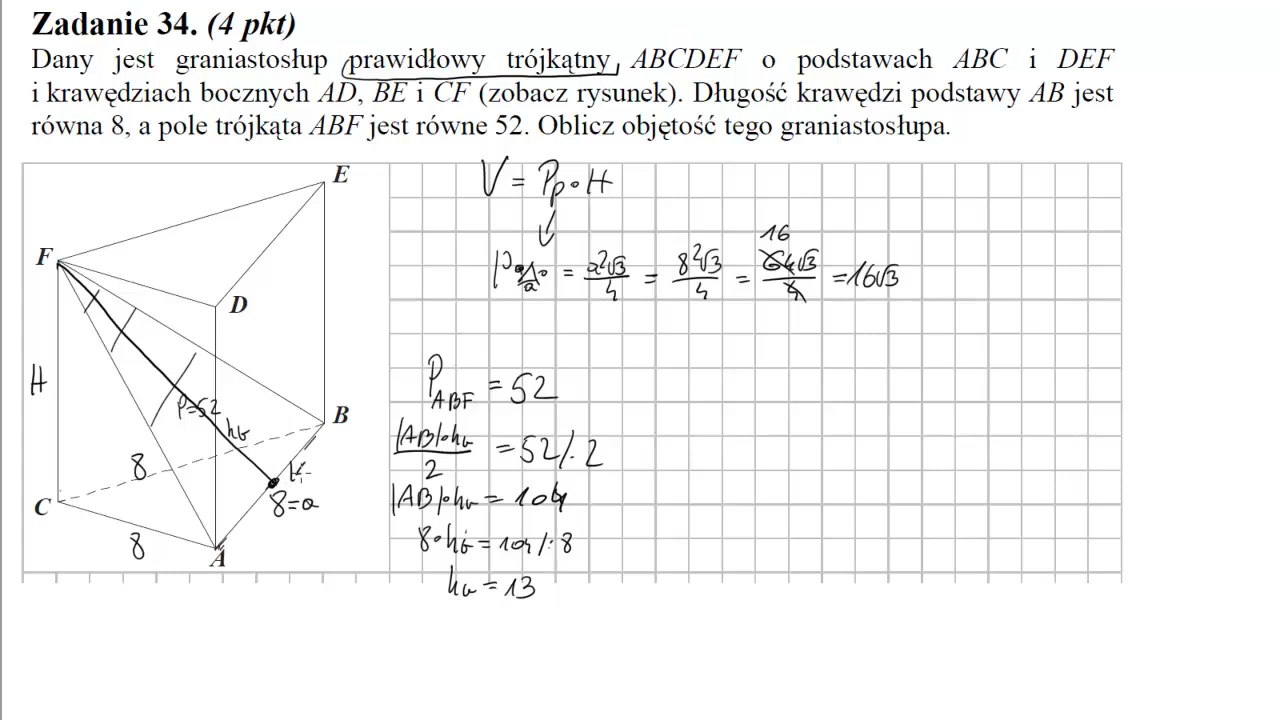 Zadanie 34. (4 pkt)
Dany jest graniastosłup prawidłowy trójkątny ABCDEF o podstawach ABC i DEF
i krawędziach bocznych AD, BE i CF (zobacz rysunek). Długość krawędzi podstawy AB jest
równa 8, a pole trójkąta ABF jest równe 52. Oblicz objętość tego graniastosłupa.
E
F
D
H
P=52
B
hb
8
C
8=a
8
A
V = Pp • H
= a²√3/4 = 8²√3/4 = 64√3/4 = 16√3
16
P ABF = 52
|AB|•hb/2 = 52 /· 2
|AB|•hb = 104
8•hb = 104 /: 8
hb = 13